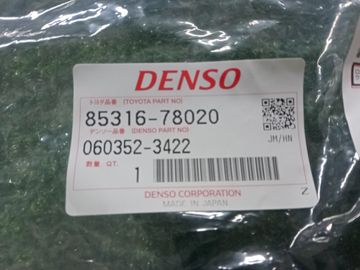 DENSO
トヨタ品番 (TOYOTA PART NO)
85316-78020
デンソー品番 (DENSO PART NO)
060352-3422
JM/HN
数量 QT.
1
DENSO CORPORATION
MADE IN JAPAN
Z